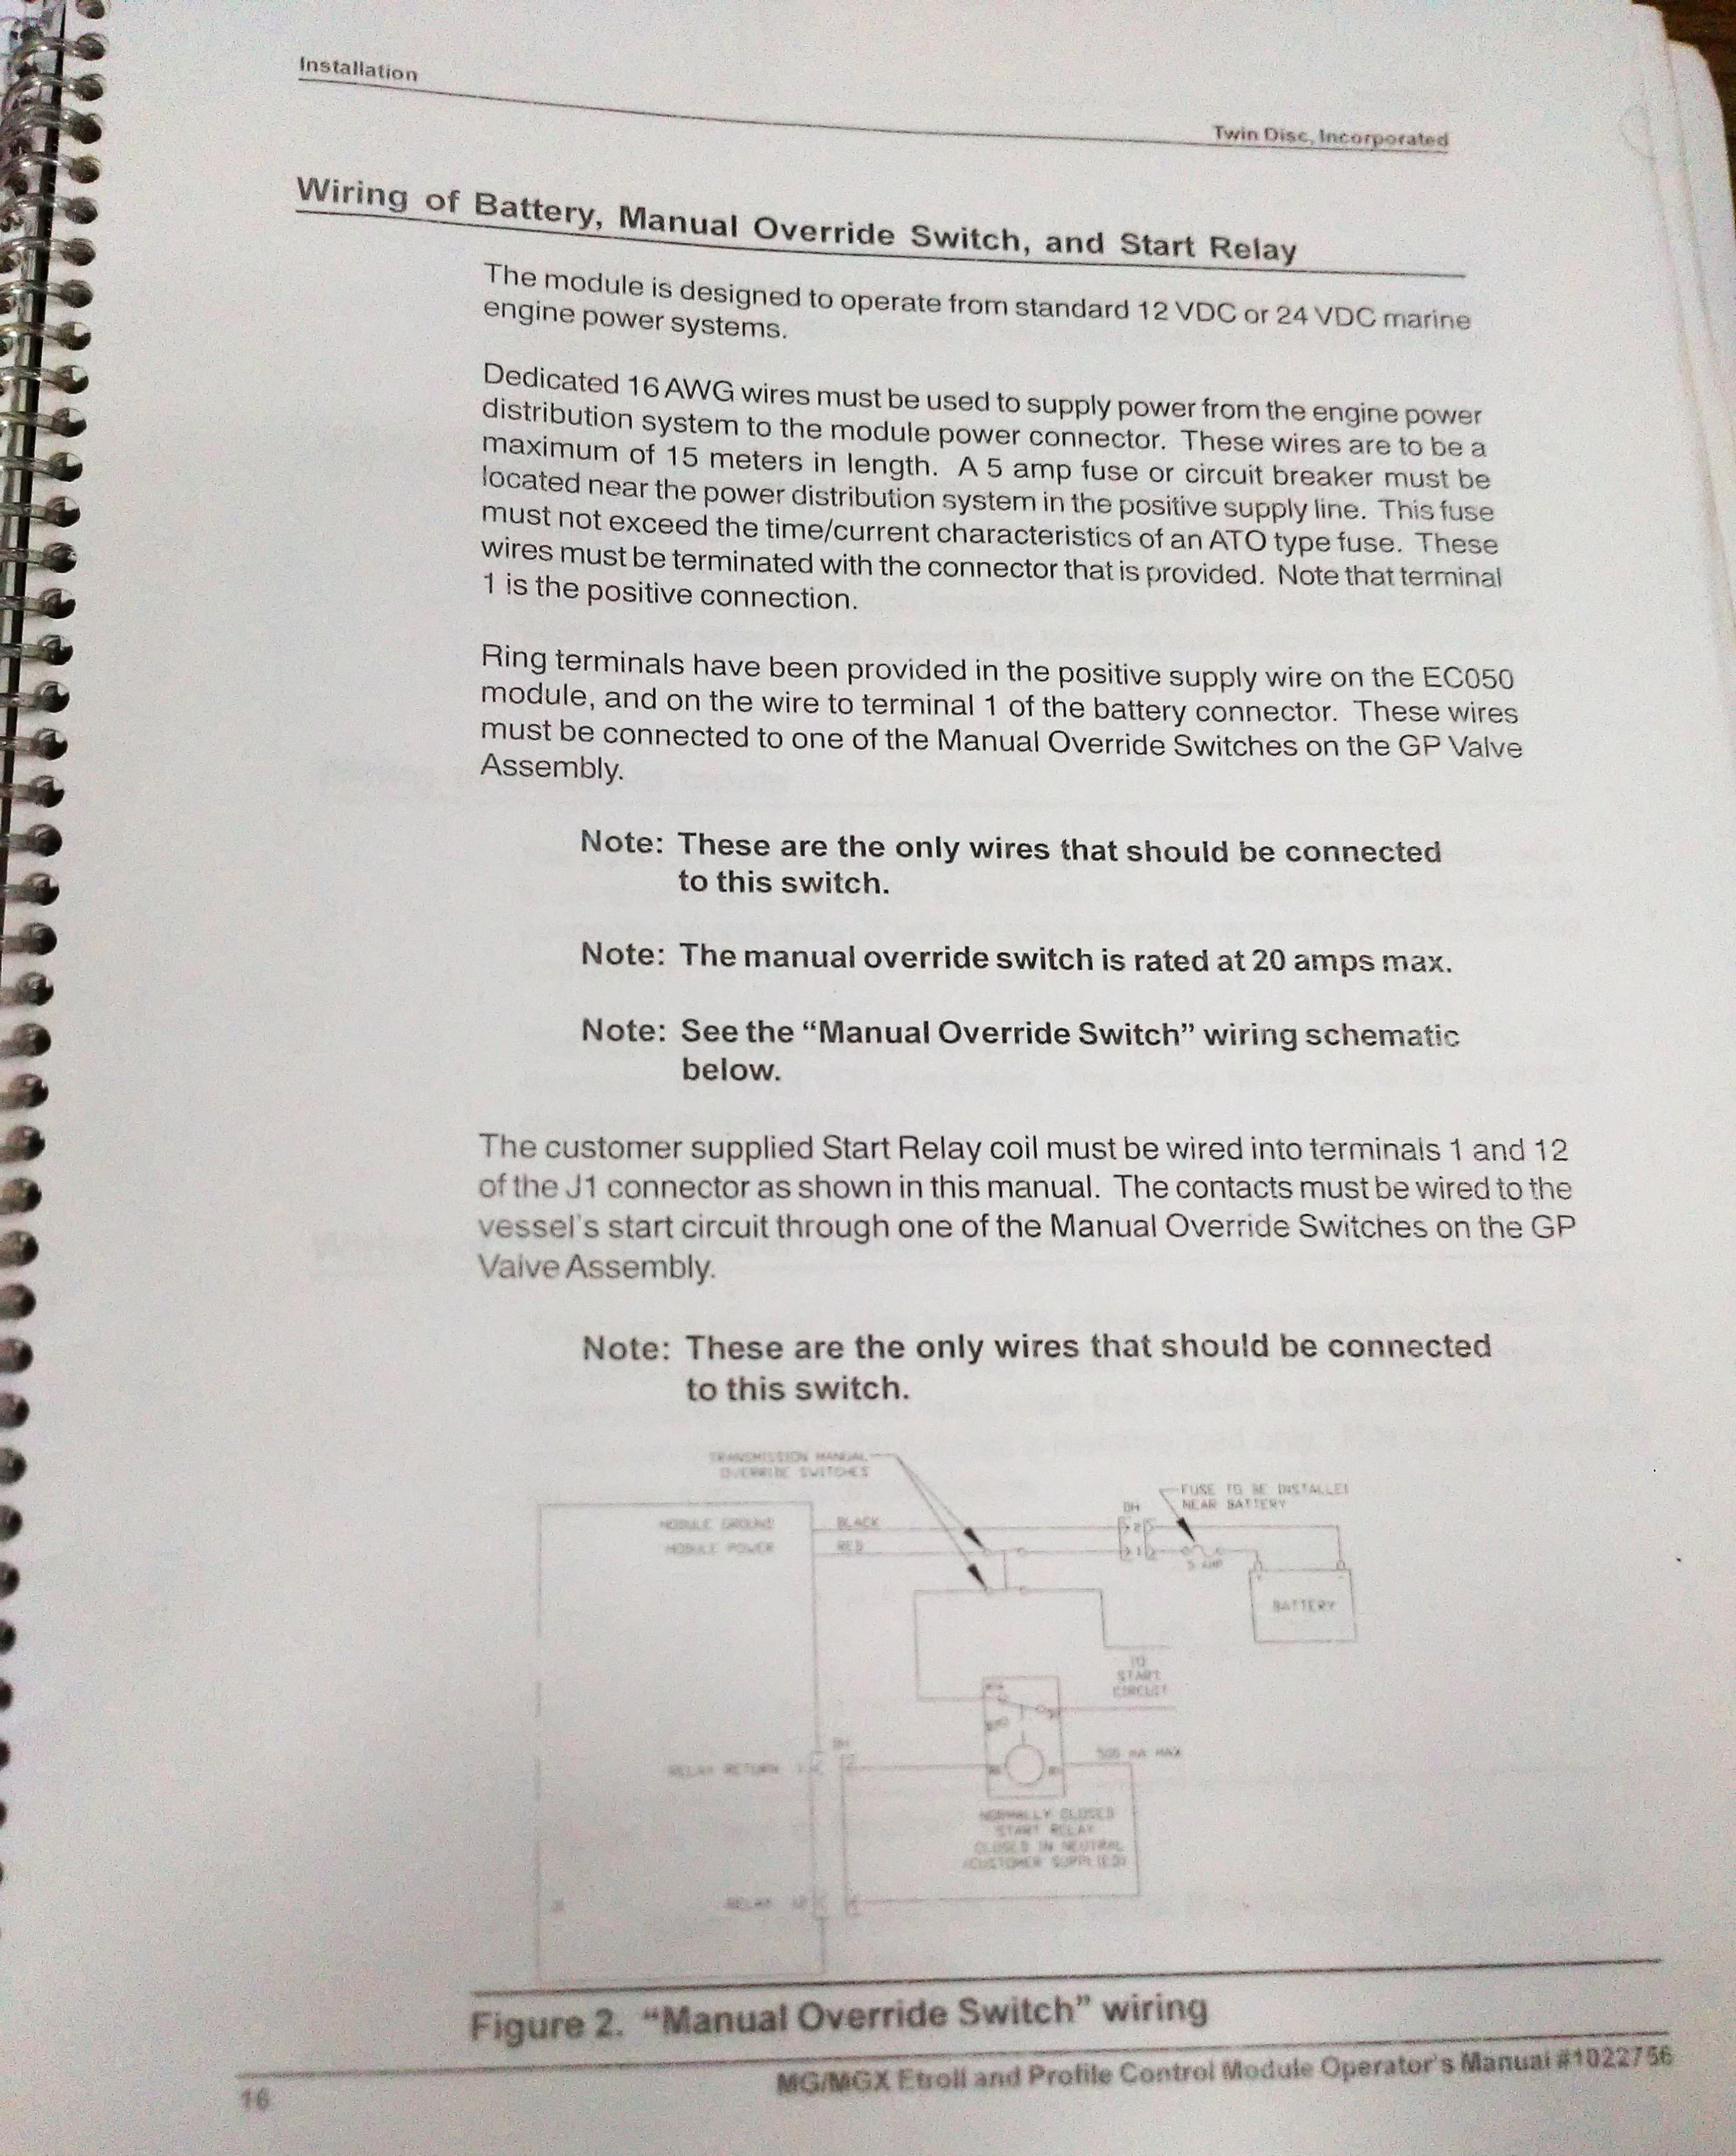 Installation
Twin Disc, Incorporated
Wiring of Battery, Manual Override Switch, and Start Relay
The module is designed to operate from standard 12 VDC or 24 VDC marine
engine power systems.
Dedicated 16 AWG wires must be used to supply power from the engine power
distribution system to the module power connector. These wires are to be a
maximum of 15 meters in length. A 5 amp fuse or circuit breaker must be
located near the power distribution system in the positive supply line. This fuse
must not exceed the time/current characteristics of an ATO type fuse. These
wires must be terminated with the connector that is provided. Note that terminal
1 is the positive connection.
Ring terminals have been provided in the positive supply wire on the EC050
module, and on the wire to terminal 1 of the battery connector. These wires
must be connected to one of the Manual Override Switches on the GP Valve
Assembly.
Note: These are the only wires that should be connected
to this switch.
Note: The manual override switch is rated at 20 amps max.
Note: See the “Manual Override Switch” wiring schematic
below.
The customer supplied Start Relay coil must be wired into terminals 1 and 12
of the J1 connector as shown in this manual. The contacts must be wired to the
vessel's start circuit through one of the Manual Override Switches on the GP
Valve Assembly.
Note: These are the only wires that should be connected
to this switch.
TRANSMISSION MANUAL
OVERRIDE SWITCHES
FUSE TO BE INSTALLED
NEAR BATTERY
MODULE GROUND
BLACK
MODULE POWER
RED
5 AMP
BATTERY
TO
START
CIRCUIT
500 MA MAX
RELAY RETURN
NORMALLY CLOSED
START RELAY
CLOSED IN NEUTRAL
(CUSTOMER SUPPLIED)
RELAY 12
Figure 2. “Manual Override Switch” wiring
16
MG/MGX Etroll and Profile Control Module Operator's Manual #1022756